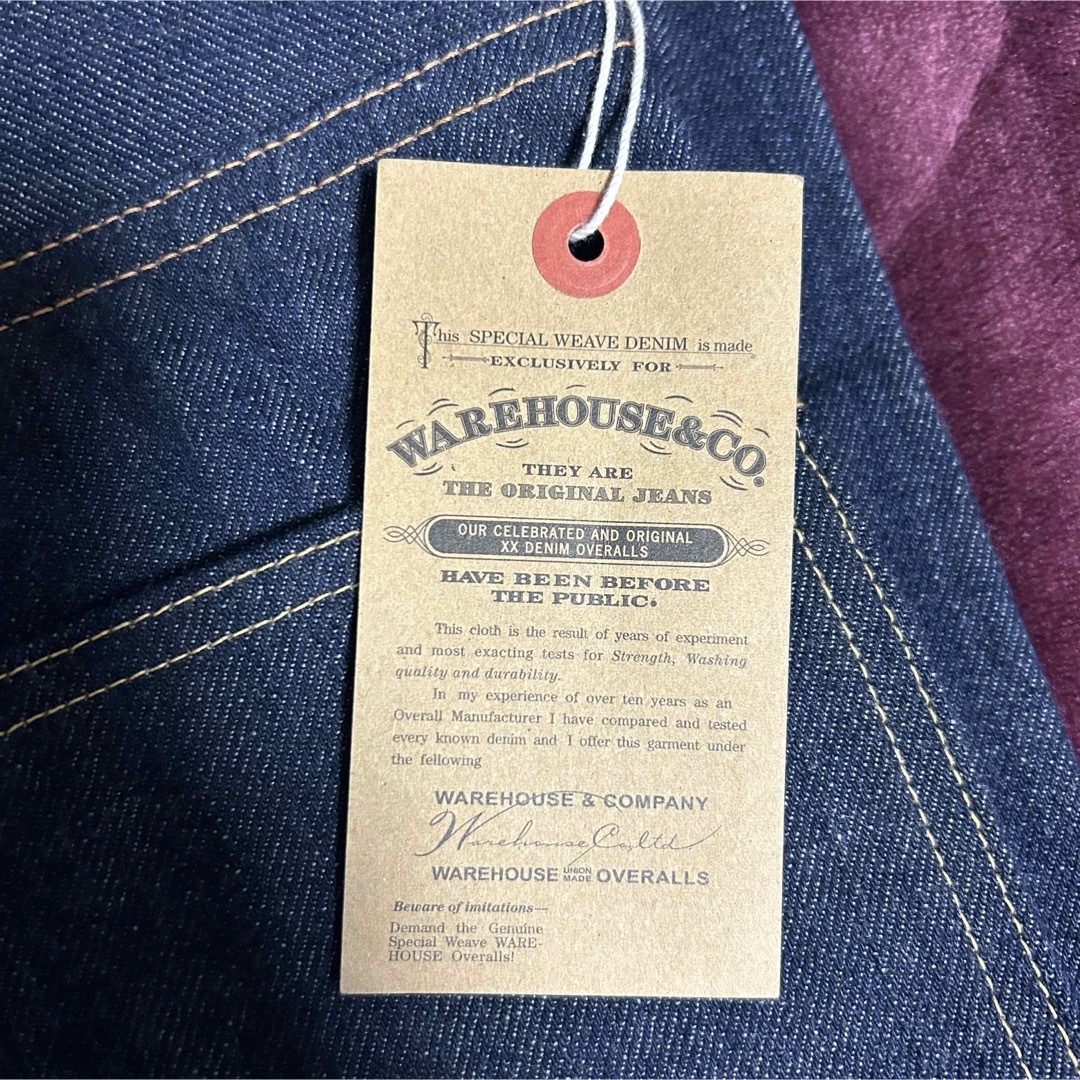 This SPECIAL WEAVE DENIM is made
EXCLUSIVELY FOR
WAREHOUSE&CO.
THEY ARE
THE ORIGINAL JEANS
OUR CELEBRATED AND ORIGINAL
XX DENIM OVERALLS
HAVE BEEN BEFORE
THE PUBLIC.
This cloth is the result of years of experiment
and most exacting tests for Strength, Washing
quality and durability.
In my experience of over ten years as an
Overall Manufacturer I have compared and tested
every known denim and I offer this garment under
the fellowing
WAREHOUSE & COMPANY
Warehouse Co,ltd
WAREHOUSE UNION MADE OVERALLS
Beware of imitations—
Demand the Genuine
Special Weave WARE-
HOUSE Overalls!